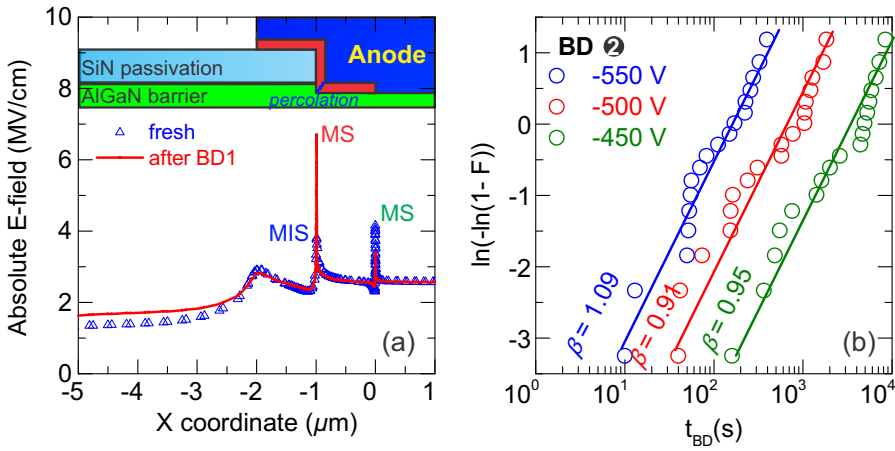 Absolute E-field (MV/cm)
10
8
6
4
2
0
Anode
SiN passivation
AlGaN barrier
percolation
fresh
after BD1
MS
MIS
MS
(a)
-5 -4 -3 -2 -1 0 1
X coordinate (µm)
ln(-ln(1- F))
1
0
-1
-2
-3
BD ❷
-550 V
-500 V
-450 V
β = 1.09
β = 0.91
β = 0.95
(b)
10⁰ 10¹ 10² 10³ 10⁴
t_BD(s)